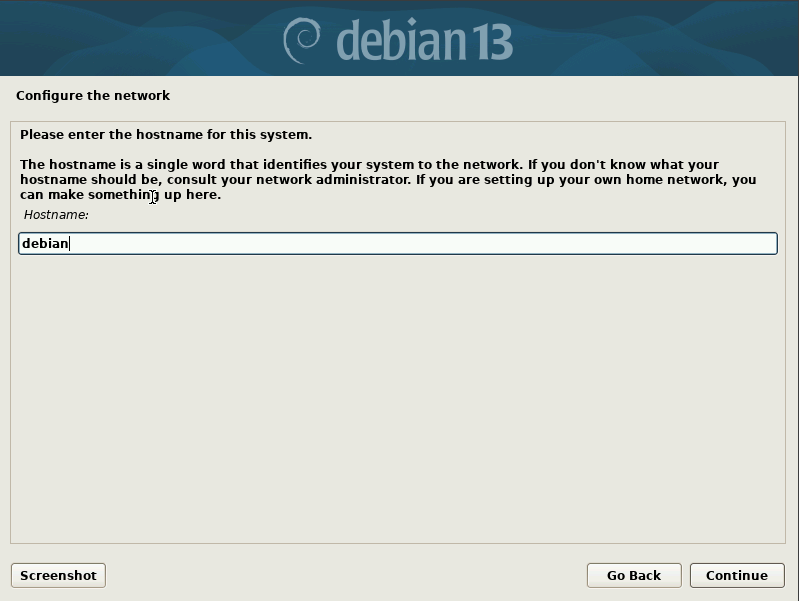 debian 13
Configure the network
Please enter the hostname for this system.
The hostname is a single word that identifies your system to the network. If you don't know what your
hostname should be, consult your network administrator. If you are setting up your own home network, you
can make something up here.
Hostname:
debian
Screenshot
Go Back
Continue